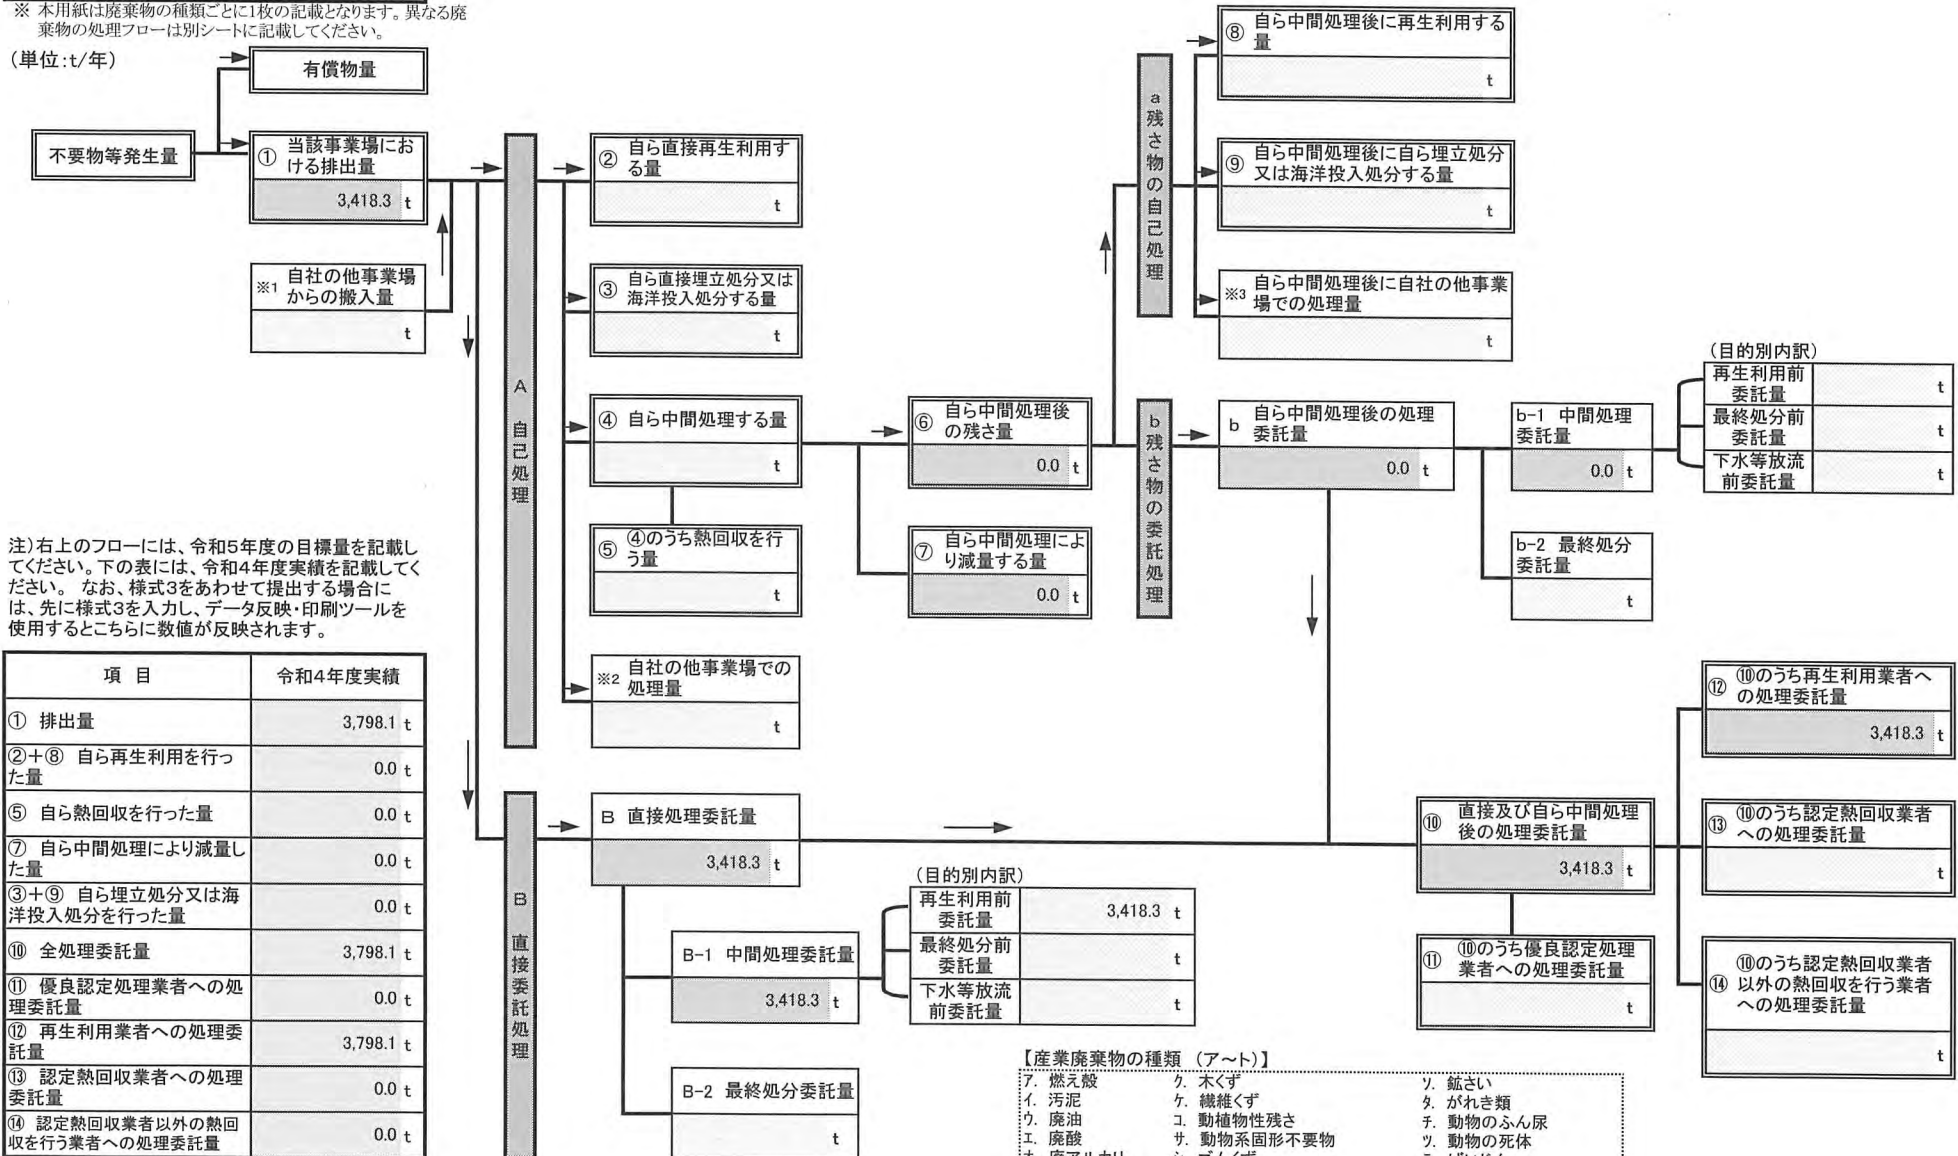 ※ 本用紙は廃棄物の種類ごとに1枚の記載となります。異なる廃
棄物の処理フローは別シートに記載してください。
(単位:t/年)
有償物量
不要物等発生量
① 当該事業場にお
ける排出量
3,418.3 t
※1 自社の他事業場
からの搬入量
t
A 自己処理
② 自ら直接再生利用す
る量
t
③ 自ら直接埋立処分又は
海洋投入処分する量
t
④ 自ら中間処理する量
t
⑤ ④のうち熱回収を行
う量
t
※2 自社の他事業場での
処理量
t
⑥ 自ら中間処理後
の残さ量
0.0 t
⑦ 自ら中間処理によ
り減量する量
0.0 t
a 残さ物の自己処理
⑧ 自ら中間処理後に再生利用する
量
t
⑨ 自ら中間処理後に自ら埋立処分
又は海洋投入処分する量
t
※3 自ら中間処理後に自社の他事業
場での処理量
t
b 残さ物の委託処理
b 自ら中間処理後の処理
委託量
0.0 t
b-1 中間処理
委託量
0.0 t
(目的別内訳)
再生利用前
委託量
t
最終処分前
委託量
t
下水等放流
前委託量
t
b-2 最終処分
委託量
t
注)右上のフローには、令和5年度の目標量を記載し
てください。下の表には、令和4年度実績を記載してく
ださい。 なお、様式3をあわせて提出する場合に
は、先に様式3を入力し、データ反映・印刷ツールを
使用するとこちらに数値が反映されます。
項 目 令和4年度実績
① 排出量 3,798.1 t
②+⑧ 自ら再生利用を行っ
た量 0.0 t
⑤ 自ら熱回収を行った量 0.0 t
⑦ 自ら中間処理により減量し
た量 0.0 t
③+⑨ 自ら埋立処分又は海
洋投入処分を行った量 0.0 t
⑩ 全処理委託量 3,798.1 t
⑪ 優良認定処理業者への処
理委託量 0.0 t
⑫ 再生利用業者への処理委
託量 3,798.1 t
⑬ 認定熱回収業者への処理
委託量 0.0 t
⑭ 認定熱回収業者以外の熱回
収を行う業者への処理委託量 0.0 t
B 直接委託処理
B 直接処理委託量
3,418.3 t
B-1 中間処理委託量
3,418.3 t
(目的別内訳)
再生利用前
委託量
3,418.3 t
最終処分前
委託量
t
下水等放流
前委託量
t
B-2 最終処分委託量
t
⑩ 直接及び自ら中間処理
後の処理委託量
3,418.3 t
⑪ ⑩のうち優良認定処理
業者への処理委託量
t
⑫ ⑩のうち再生利用業者へ
の処理委託量
3,418.3 t
⑬ ⑩のうち認定熱回収業者
への処理委託量
t
⑭ ⑩のうち認定熱回収業者
以外の熱回収を行う業者
への処理委託量
t
【産業廃棄物の種類 (ア~ト)】
ア. 燃え殻 ク. 木くず ソ. 鉱さい
イ. 汚泥 ケ. 繊維くず タ. がれき類
ウ. 廃油 コ. 動植物性残さ チ. 動物のふん尿
エ. 廃酸 サ. 動物系固形不要物 ツ. 動物の死体